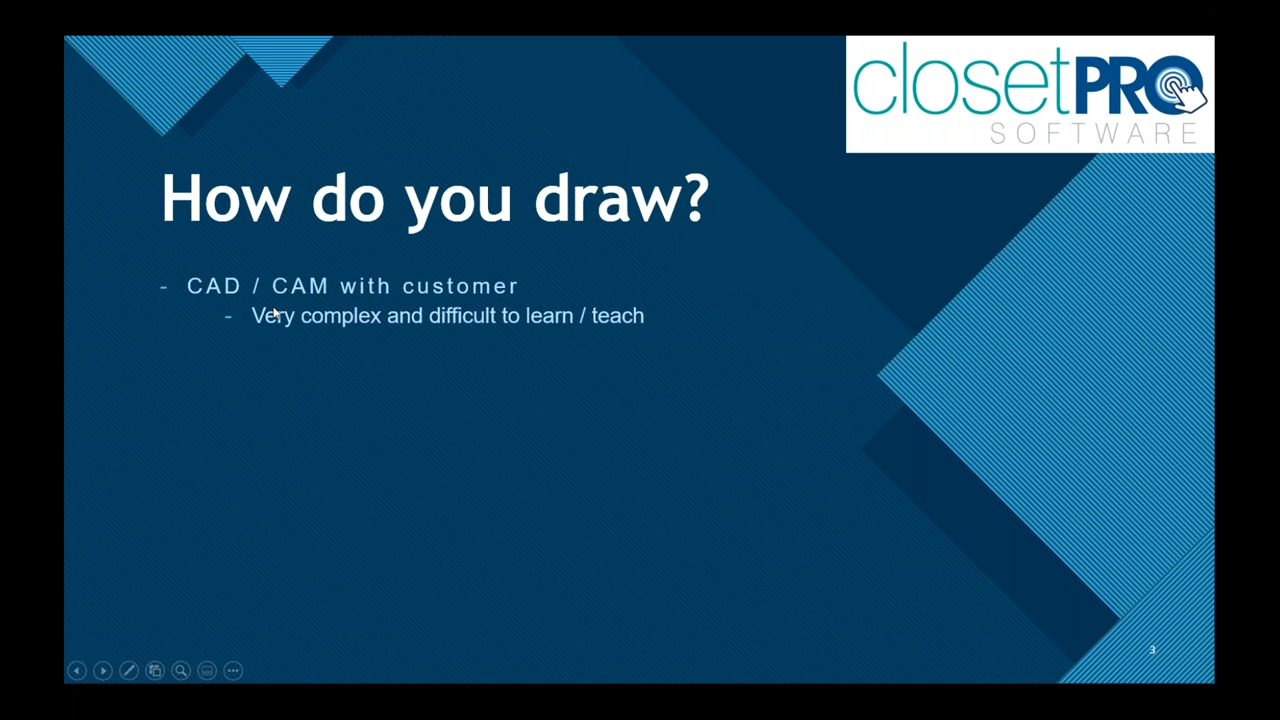 closetPRO
SOFTWARE
How do you draw?
- CAD / CAM with customer
- Very complex and difficult to learn / teach
3